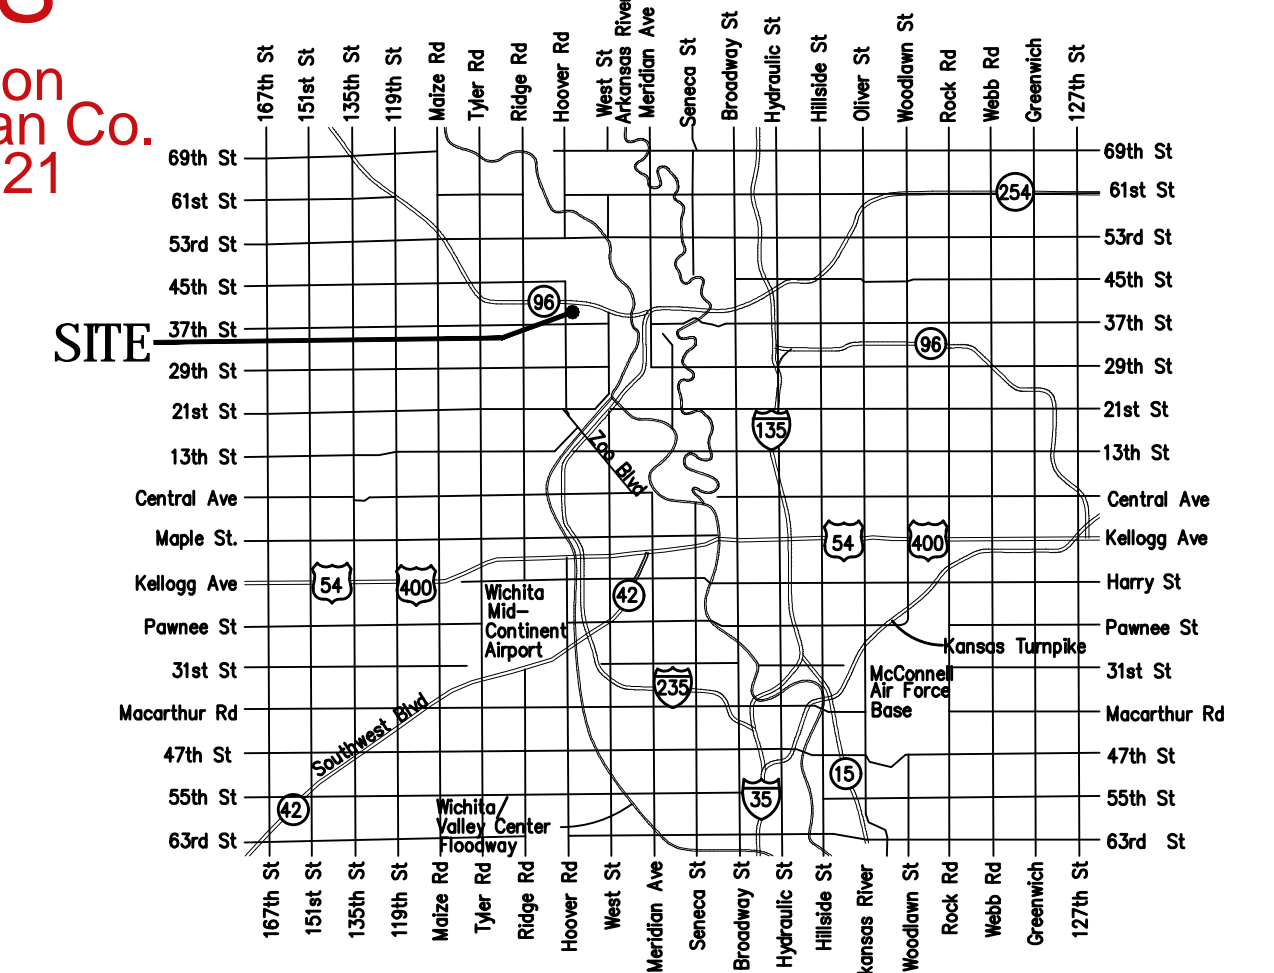 on
an Co.
21
167th St
151st St
135th St
119th St
Maize Rd
Tyler Rd
Ridge Rd
Hoover Rd
West St
Arkansas River
Meridian Ave
Seneca St
Broadway St
Hydraulic St
Hillside St
Oliver St
Woodlawn St
Rock Rd
Webb Rd
Greenwich
127th St
69th St
69th St
61st St
61st St
254
53rd St
53rd St
45th St
45th St
96
37th St
37th St
SITE
96
29th St
29th St
21st St
21st St
135
13th St
13th St
Zoo Blvd
Central Ave
Central Ave
Maple St.
Kellogg Ave
54
400
Kellogg Ave
54
400
Harry St
42
Wichita
Mid-
Continent
Airport
Pawnee St
Pawnee St
Kansas Turnpike
31st St
31st St
McConnell
Air Force
Base
235
Macarthur Rd
Macarthur Rd
Southwest Blvd
47th St
47th St
15
55th St
55th St
42
35
Wichita/
Valley Center
Floodway
63rd St
63rd St
167th St
151st St
135th St
119th St
Maize Rd
Tyler Rd
Ridge Rd
Hoover Rd
West St
Meridian Ave
Seneca St
Broadway St
Hydraulic St
Hillside St
kansas River
Woodlawn St
Rock Rd
Webb Rd
Greenwich
127th St